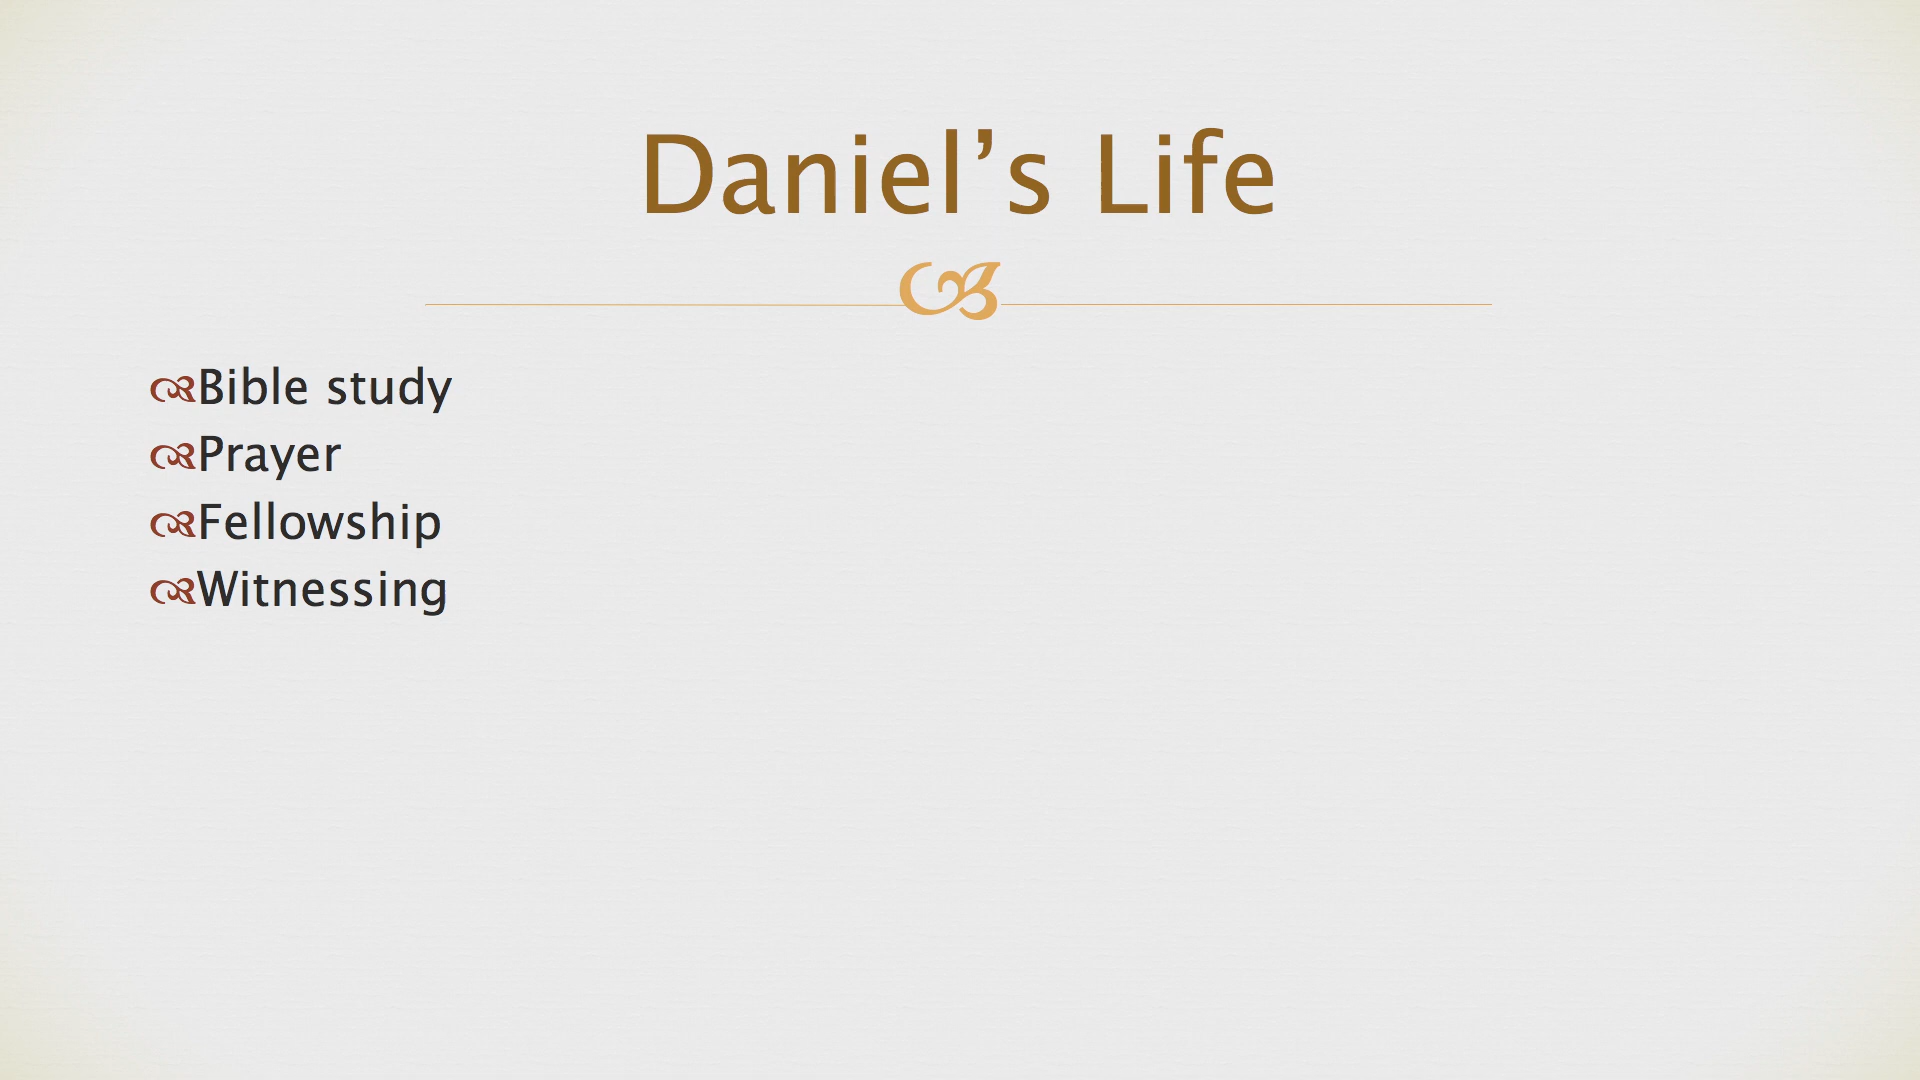 Daniel’s Life
Bible study
Prayer
Fellowship
Witnessing